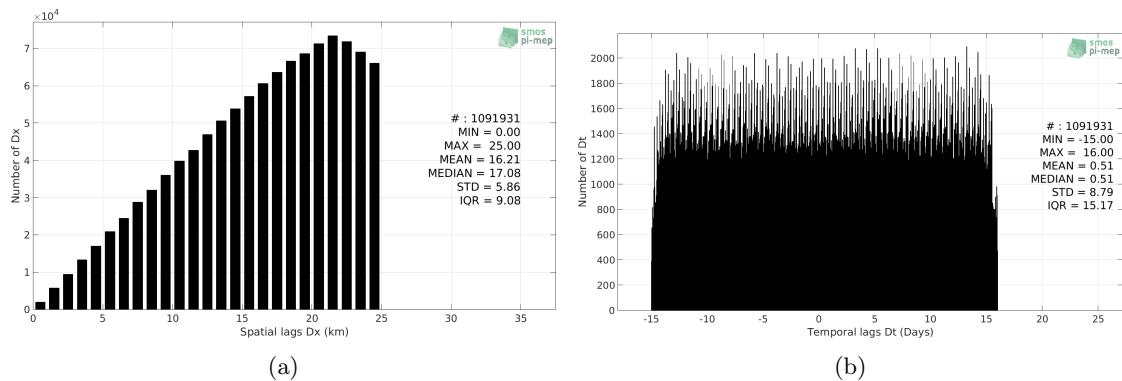 ×10⁴
7
6
5
4
3
2
1
0
Number of Dx
0 5 10 15 20 25 30 35
Spatial lags Dx (km)
smos
pi-mep
# : 1091931
MIN = 0.00
MAX = 25.00
MEAN = 16.21
MEDIAN = 17.08
STD = 5.86
IQR = 9.08
(a)
2000
1800
1600
1400
1200
1000
800
600
400
200
0
Number of Dt
-15 -10 -5 0 5 10 15 20 25
Temporal lags Dt (Days)
smos
pi-mep
# : 1091931
MIN = -15.00
MAX = 16.00
MEAN = 0.51
MEDIAN = 0.51
STD = 8.79
IQR = 15.17
(b)